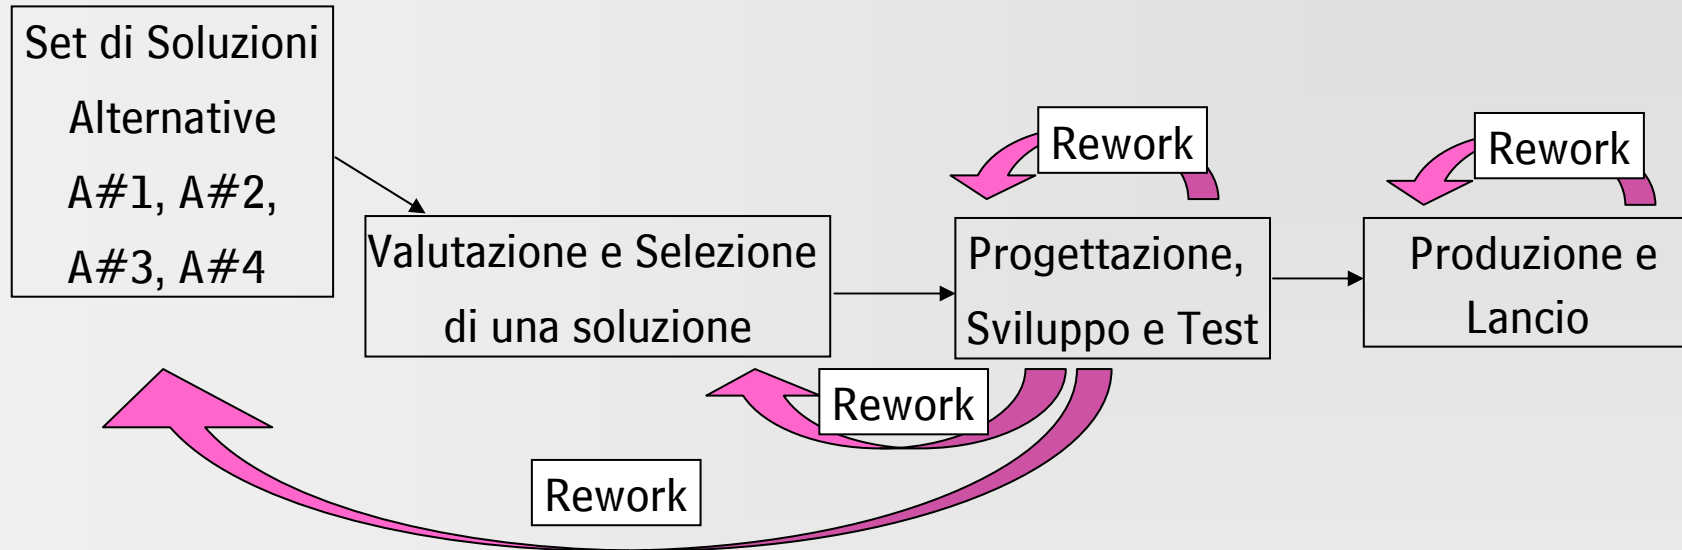 Set di Soluzioni
Alternative
A#1, A#2,
A#3, A#4
Valutazione e Selezione
di una soluzione
Rework
Progettazione,
Sviluppo e Test
Rework
Produzione e
Lancio
Rework
Rework